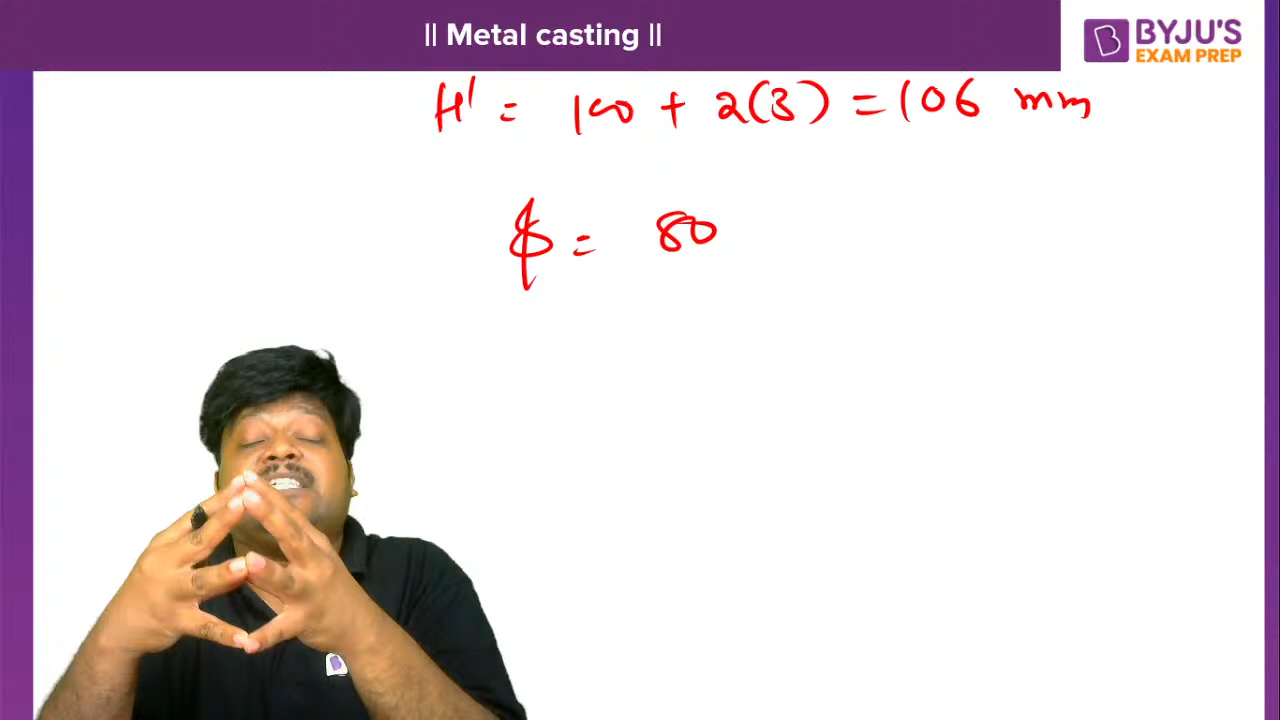 || Metal casting ||
BYJU'S
EXAM PREP
H' = 100 + 2(3) = 106 mm
ϕ = 80